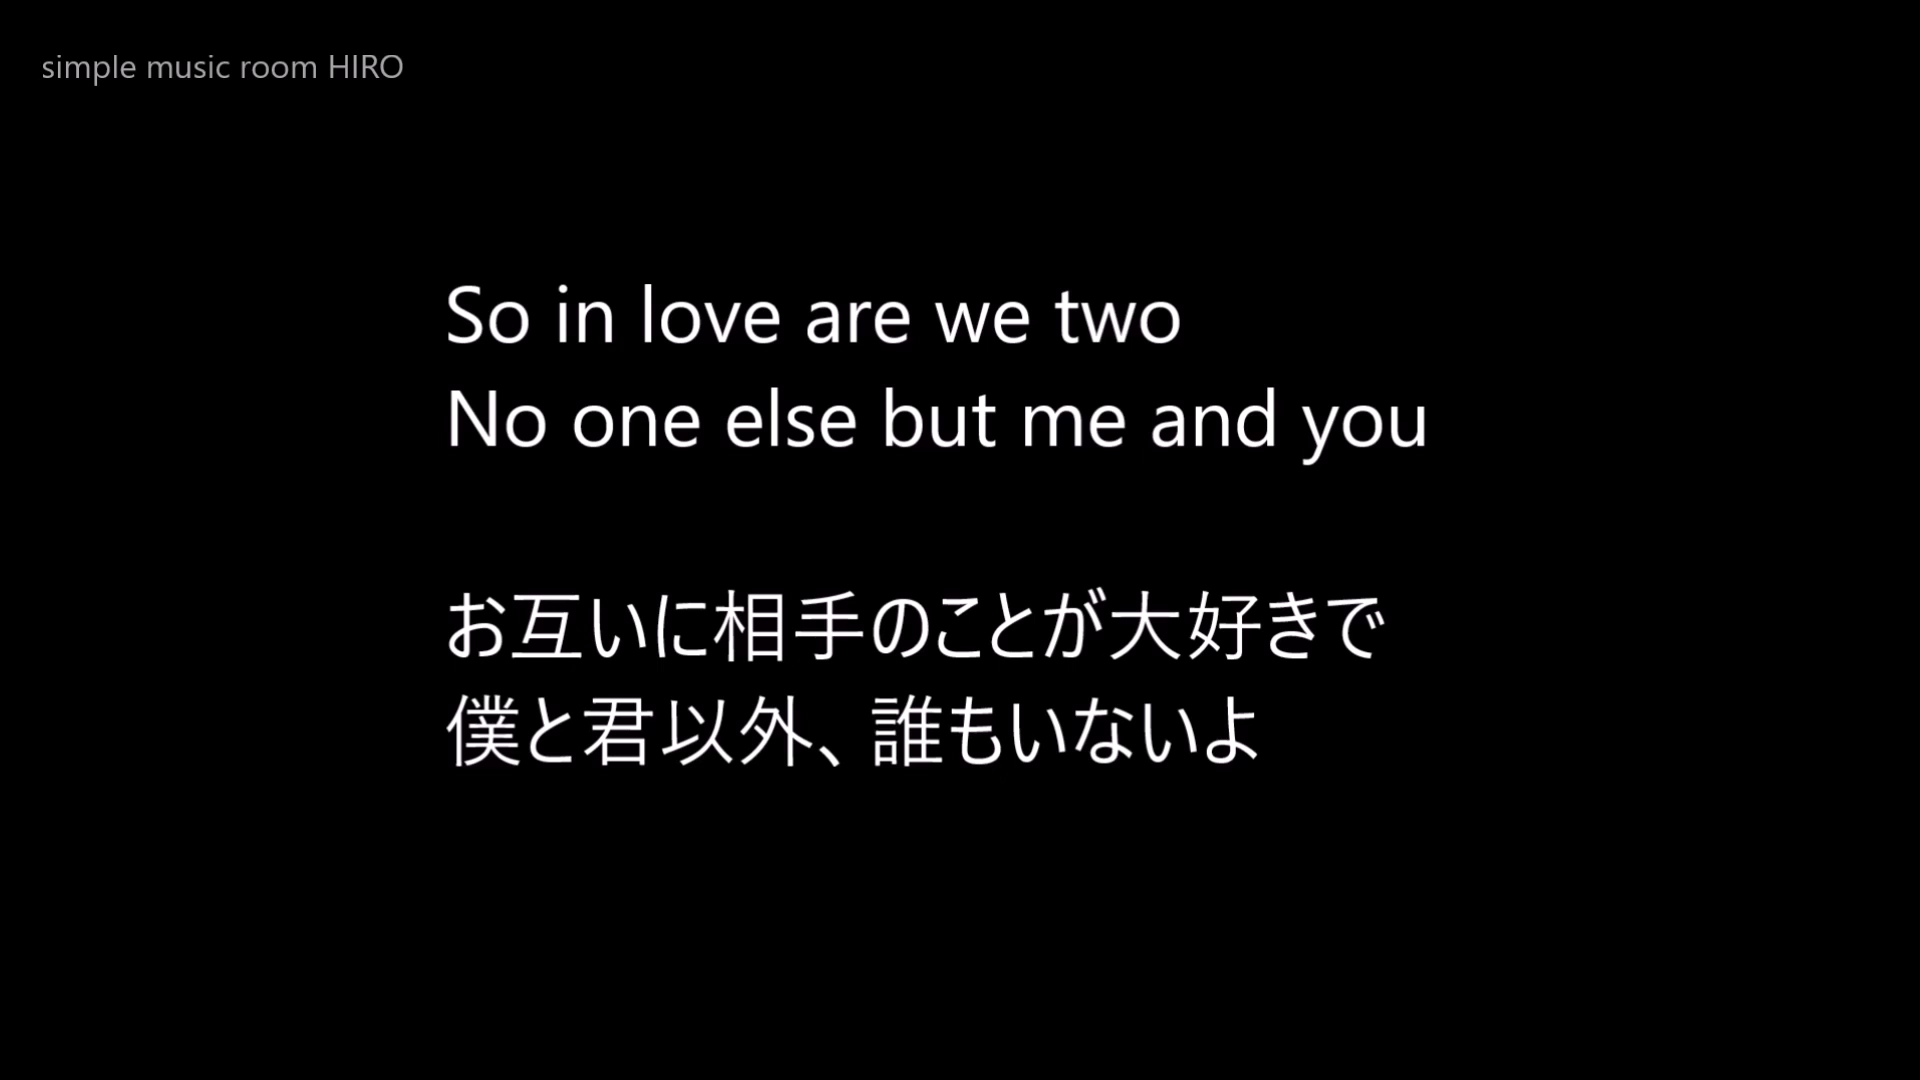 simple music room HIRO
So in love are we two
No one else but me and you
お互いに相手のことが大好きで
僕と君以外、誰もいないよ